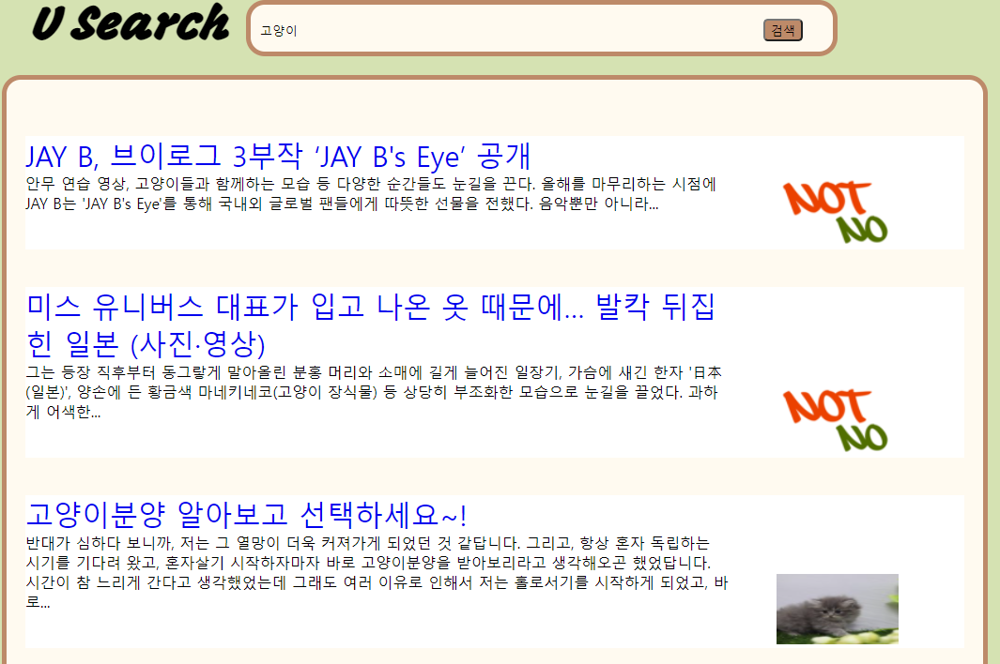 U Search
고양이
검색
JAY B, 브이로그 3부작 ‘JAY B's Eye’ 공개
안무 연습 영상, 고양이들과 함께하는 모습 등 다양한 순간들도 눈길을 끈다. 올해를 마무리하는 시점에
JAY B는 'JAY B's Eye'를 통해 국내외 글로벌 팬들에게 따뜻한 선물을 전했다. 음악뿐만 아니라...
NOT
NO
미스 유니버스 대표가 입고 나온 옷 때문에... 발칵 뒤집
힌 일본 (사진·영상)
그는 등장 직후부터 동그랗게 말아올린 분홍 머리와 소매에 길게 늘어진 일장기, 가슴에 새긴 한자 '日本
(일본)', 양손에 든 황금색 마네키네코(고양이 장식물) 등 상당히 부조화한 모습으로 눈길을 끌었다. 과하
게 어색한...
NOT
NO
고양이분양 알아보고 선택하세요~!
반대가 심하다 보니까, 저는 그 열망이 더욱 커져가게 되었던 것 같답니다. 그리고, 항상 혼자 독립하는
시기를 기다려 왔고, 혼자살기 시작하자마자 바로 고양이분양을 받아보리라고 생각해오곤 했었답니다.
시간이 참 느리게 간다고 생각했었는데 그래도 여러 이유로 인해서 저는 홀로서기를 시작하게 되었고, 바
로...